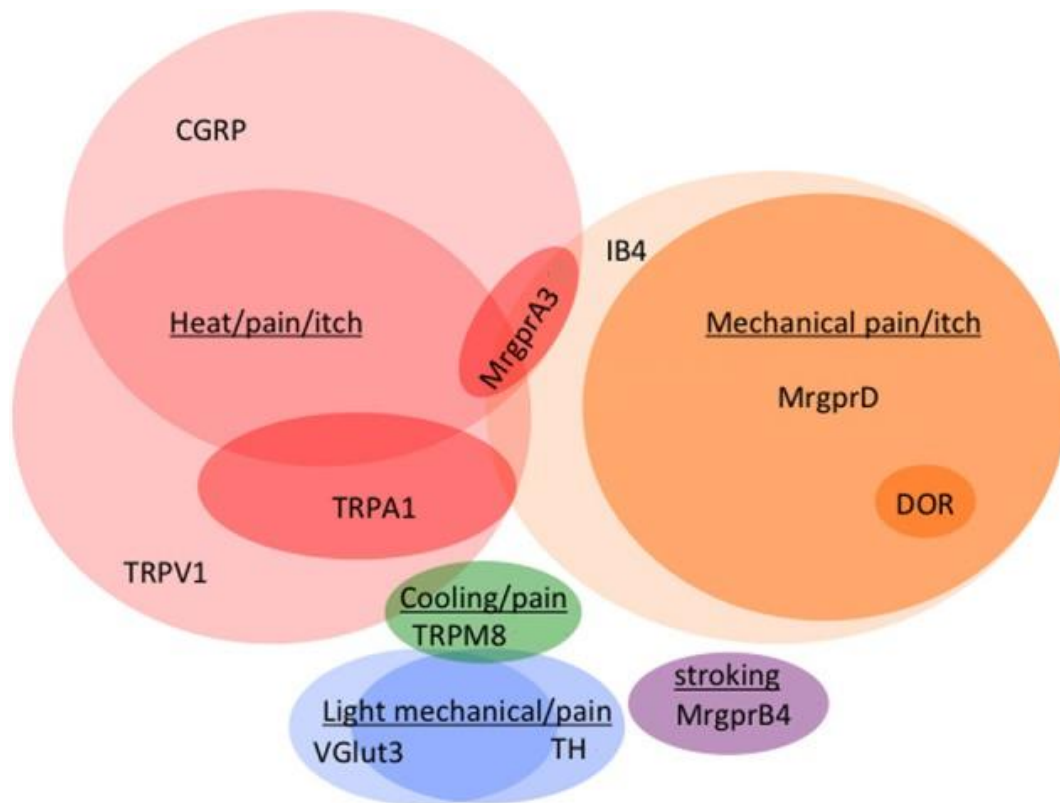 CGRP
IB4
Heat/pain/itch
MrgprA3
Mechanical pain/itch
MrgprD
TRPA1
DOR
TRPV1
Cooling/pain
TRPM8
stroking
MrgprB4
Light mechanical/pain
VGlut3
TH